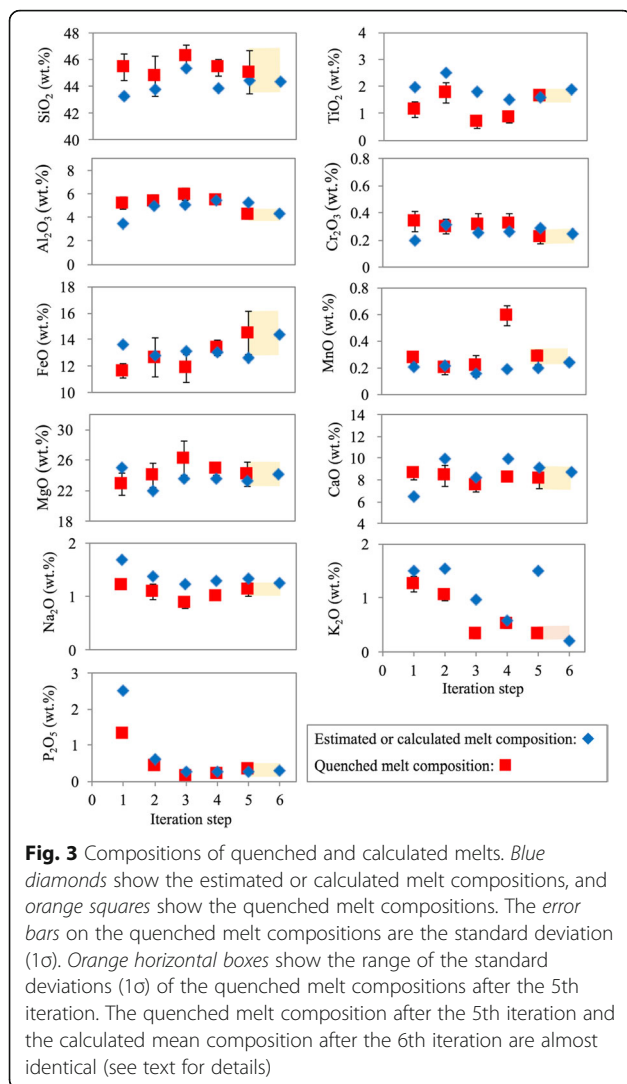 48
46
44
42
40
SiO₂ (wt.%)
4
3
2
1
0
TiO₂ (wt.%)
8
6
4
2
0
Al₂O₃ (wt.%)
0.8
0.6
0.4
0.2
0
Cr₂O₃ (wt.%)
18
16
14
12
10
FeO (wt.%)
0.8
0.6
0.4
0.2
0
MnO (wt.%)
30
26
22
18
MgO (wt.%)
14
12
10
8
6
4
CaO (wt.%)
2
1
0
Na₂O (wt.%)
2
1
0
K₂O (wt.%)
0 1 2 3 4 5 6
Iteration step
3
2
1
0
P₂O₅ (wt.%)
0 1 2 3 4 5 6
Iteration step
Estimated or calculated melt composition:
Quenched melt composition:
Fig. 3 Compositions of quenched and calculated melts. Blue
diamonds show the estimated or calculated melt compositions, and
orange squares show the quenched melt compositions. The error
bars on the quenched melt compositions are the standard deviation
(1σ). Orange horizontal boxes show the range of the standard
deviations (1σ) of the quenched melt compositions after the 5th
iteration. The quenched melt composition after the 5th iteration and
the calculated mean composition after the 6th iteration are almost
identical (see text for details)